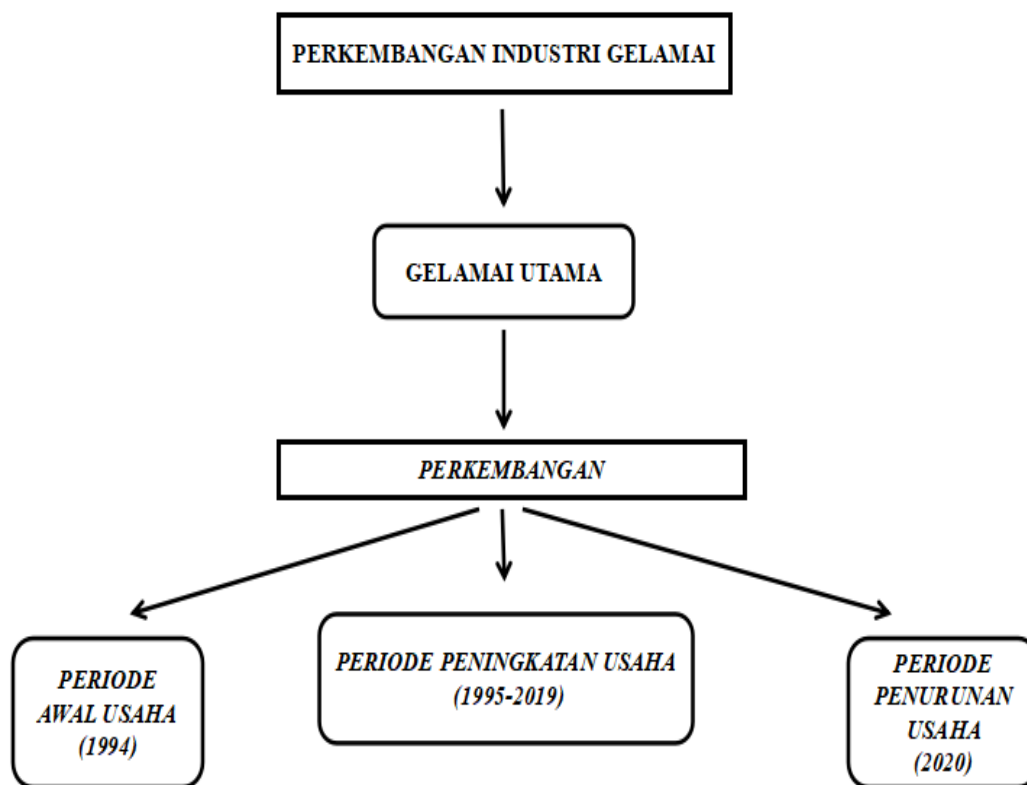 PERKEMBANGAN INDUSTRI GELAMAI
GELAMAI UTAMA
PERKEMBANGAN
PERIODE
AWAL USAHA
(1994)
PERIODE PENINGKATAN USAHA
(1995-2019)
PERIODE
PENURUNAN
USAHA
(2020)